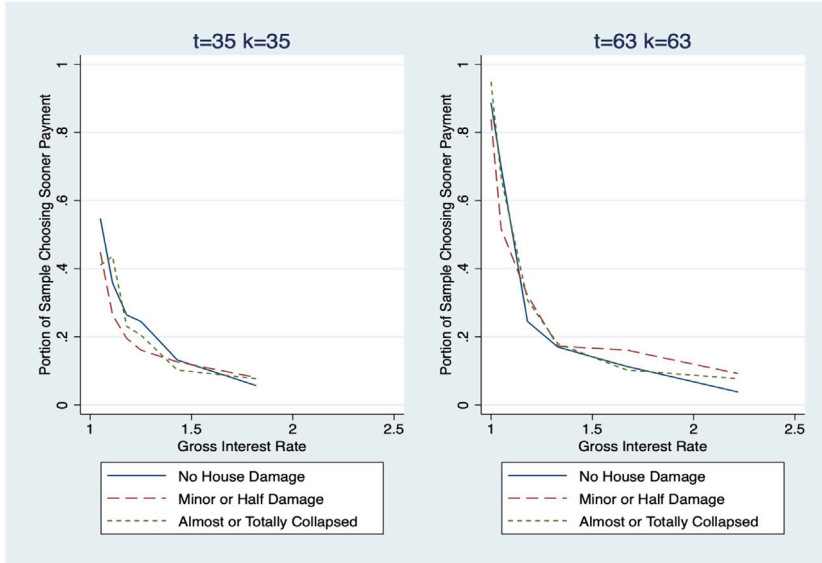 t=35 k=35
Portion of Sample Choosing Sooner Payment
1
.8
.6
.4
.2
0
1
1.5
2
2.5
Gross Interest Rate
No House Damage
Minor or Half Damage
Almost or Totally Collapsed
t=63 k=63
Portion of Sample Choosing Sooner Payment
1
.8
.6
.4
.2
0
1
1.5
2
2.5
Gross Interest Rate
No House Damage
Minor or Half Damage
Almost or Totally Collapsed